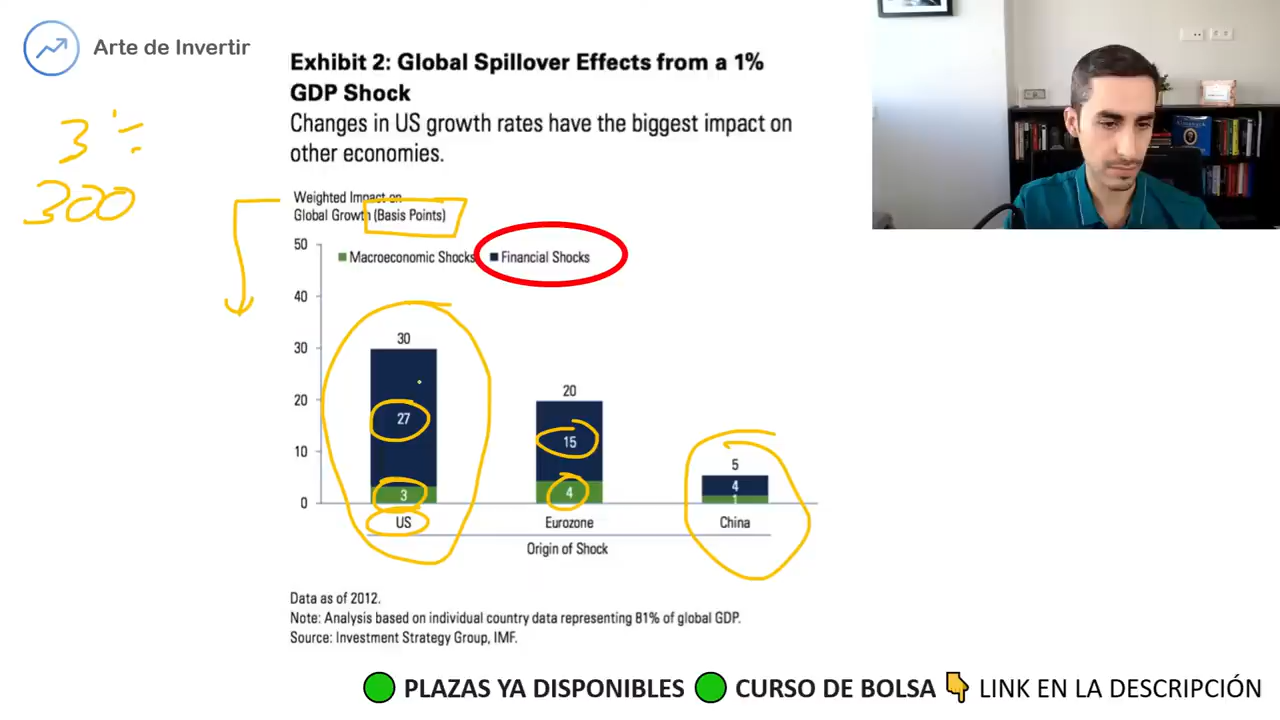 Arte de Invertir
Exhibit 2: Global Spillover Effects from a 1%
GDP Shock
Changes in US growth rates have the biggest impact on
other economies.
3 %
300
Weighted Impact on
Global Growth (Basis Points)
50
Macroeconomic Shocks
Financial Shocks
40
30
20
10
0
30
27
3
20
15
4
5
4
1
US
Eurozone
China
Origin of Shock
Data as of 2012.
Note: Analysis based on individual country data representing 81% of global GDP.
Source: Investment Strategy Group, IMF.
PLAZAS YA DISPONIBLES CURSO DE BOLSA LINK EN LA DESCRIPCIÓN